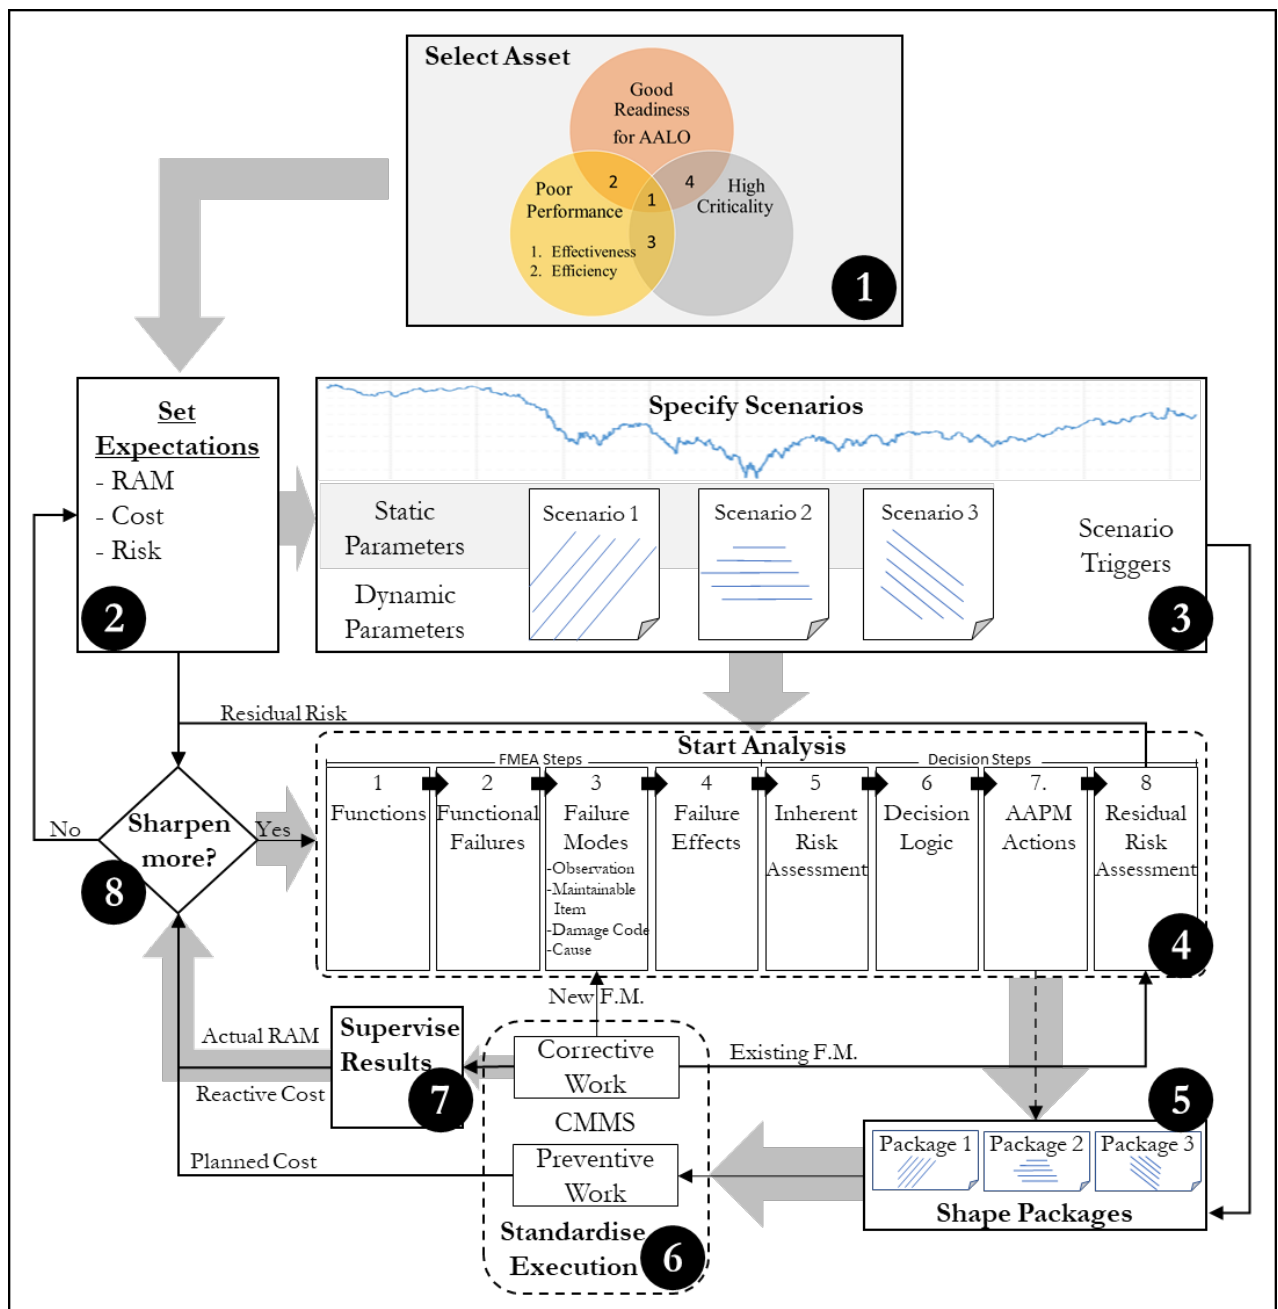 Select Asset
Good
Readiness
for AALO
2
4
1
3
Poor
Performance
1. Effectiveness
2. Efficiency
High
Criticality
1
Set
Expectations
- RAM
- Cost
- Risk
2
Specify Scenarios
Static
Parameters
Dynamic
Parameters
Scenario 1
Scenario 2
Scenario 3
Scenario
Triggers
3
Residual Risk
Start Analysis
FMEA Steps
Decision Steps
1
Functions
2
Functional
Failures
3
Failure
Modes
-Observation
-Maintainable
Item
-Damage Code
-Cause
4
Failure
Effects
5
Inherent
Risk
Assessment
6
Decision
Logic
7.
AAPM
Actions
8
Residual
Risk
Assessment
4
No
Sharpen
more?
Yes
8
New F.M.
Actual RAM
Reactive Cost
Planned Cost
Supervise
Results
7
Corrective
Work
CMMS
Preventive
Work
Standardise
Execution
6
Existing F.M.
5
Package 1
Package 2
Package 3
Shape Packages